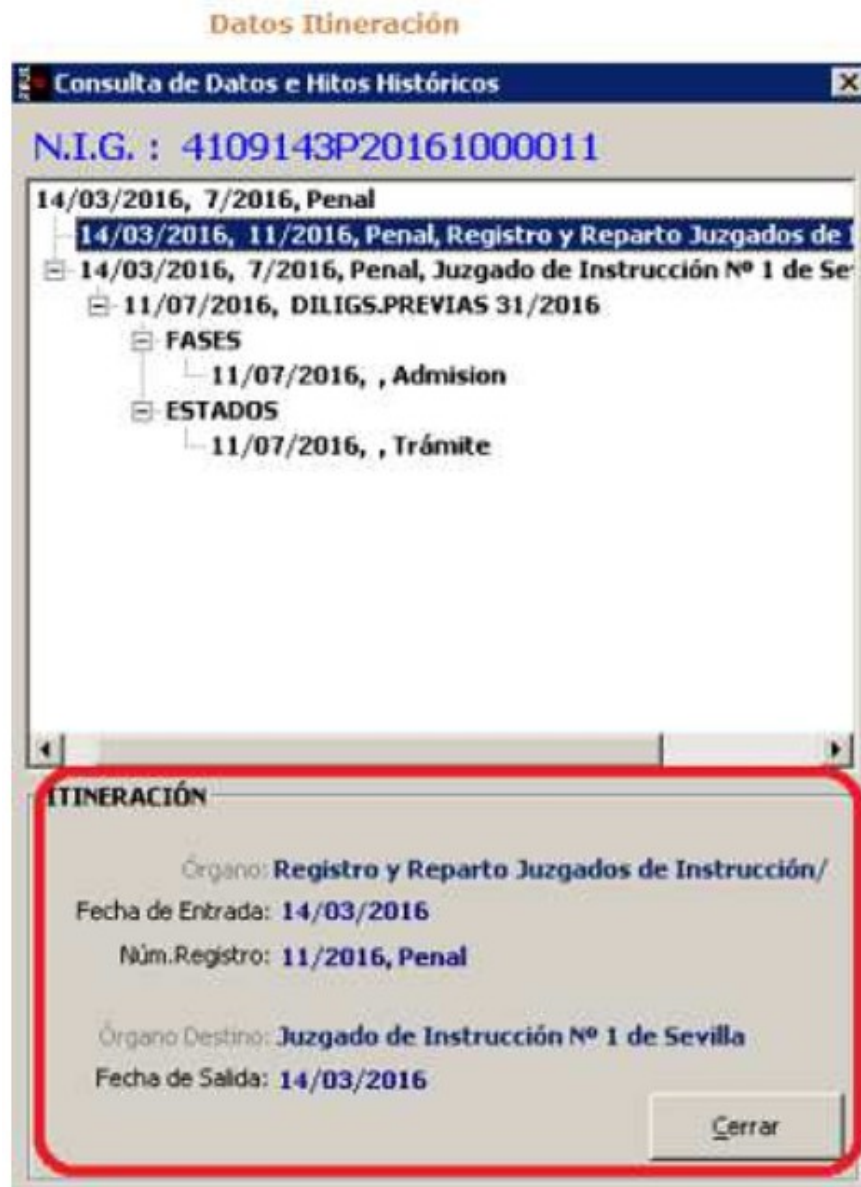 Datos Itineración
Consulta de Datos e Hitos Históricos
N.I.G. : 4109143P20161000011
14/03/2016, 7/2016, Penal
14/03/2016, 11/2016, Penal, Registro y Reparto Juzgados de
14/03/2016, 7/2016, Penal, Juzgado de Instrucción Nº 1 de Se
11/07/2016, DILIGS.PREVIAS 31/2016
FASES
11/07/2016, , Admision
ESTADOS
11/07/2016, , Trámite
ITINERACIÓN
Órgano: Registro y Reparto Juzgados de Instrucción/
Fecha de Entrada: 14/03/2016
Núm.Registro: 11/2016, Penal
Órgano Destino: Juzgado de Instrucción Nº 1 de Sevilla
Fecha de Salida: 14/03/2016
Cerrar